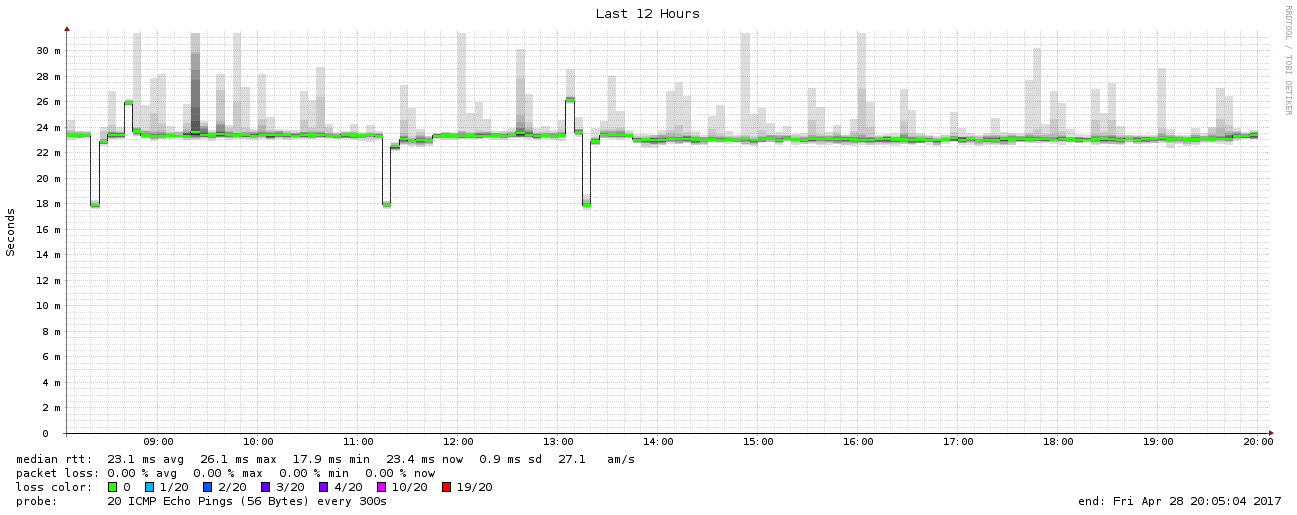 Last 12 Hours
RRDTOOL / TOBI OETIKER
Seconds
30 m
28 m
26 m
24 m
22 m
20 m
18 m
16 m
14 m
12 m
10 m
8 m
6 m
4 m
2 m
0
09:00 10:00 11:00 12:00 13:00 14:00 15:00 16:00 17:00 18:00 19:00 20:00
median rtt: 23.1 ms avg 26.1 ms max 17.9 ms min 23.4 ms now 0.9 ms sd 27.1 am/s
packet loss: 0.00 % avg 0.00 % max 0.00 % min 0.00 % now
loss color: 0 1/20 2/20 3/20 4/20 10/20 19/20
probe: 20 ICMP Echo Pings (56 Bytes) every 300s end: Fri Apr 28 20:05:04 2017